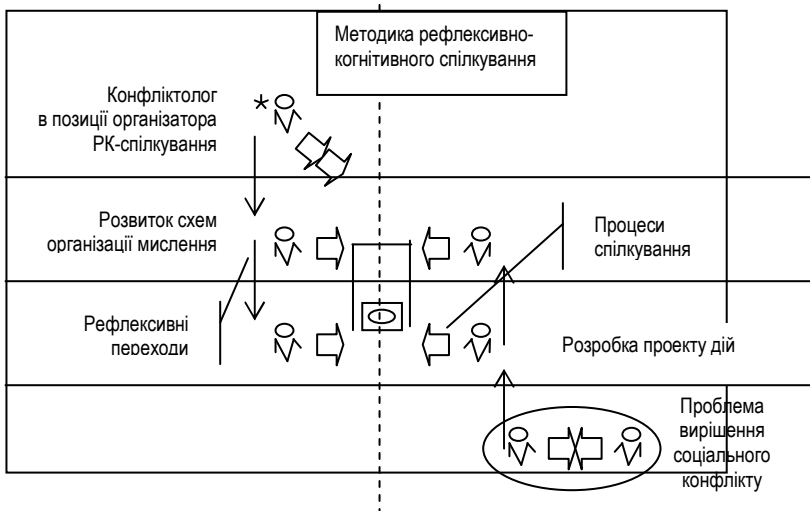 Методика рефлексивно-
когнітивного спілкування
Конфліктолог
в позиції організатора
РК-спілкування
Розвиток схем
організації мислення
Процеси
спілкування
Рефлексивні
переходи
Розробка проекту дій
Проблема
вирішення
соціального
конфлікту